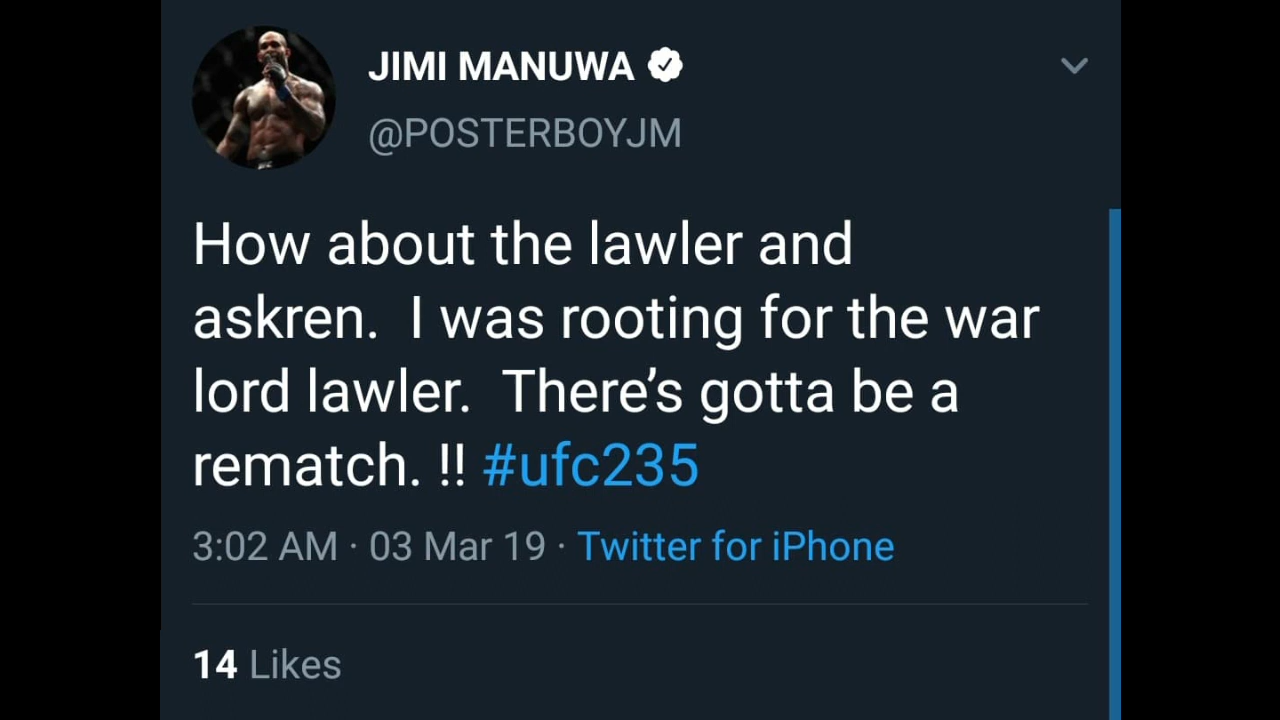 JIMI MANUWA
@POSTERBOYJM
How about the lawler and
askren.  I was rooting for the war
lord lawler.  There’s gotta be a
rematch. !! #ufc235
3:02 AM · 03 Mar 19 · Twitter for iPhone
14 Likes